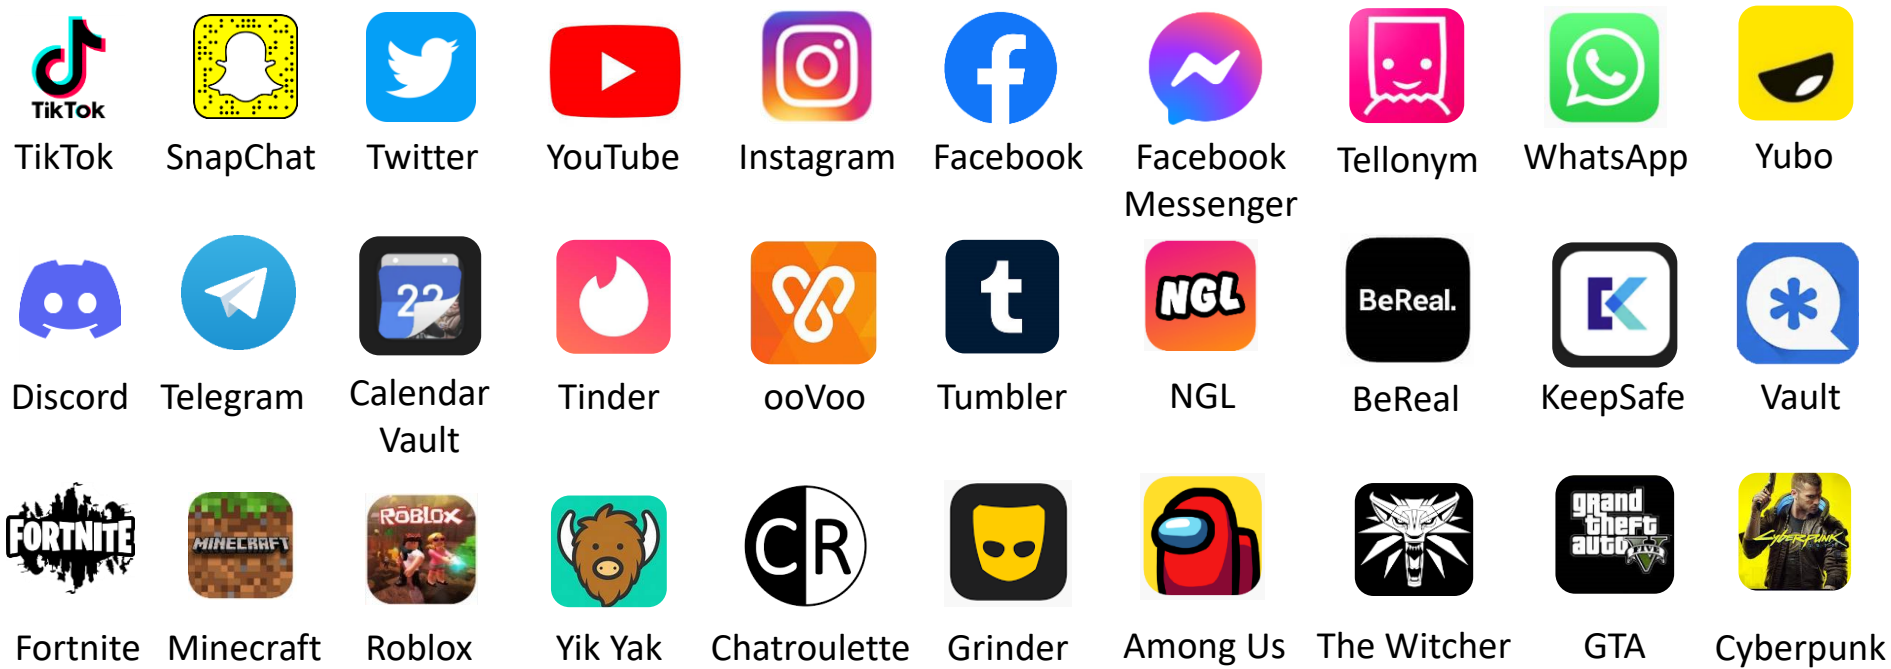 TikTok
TikTok SnapChat Twitter YouTube Instagram Facebook Facebook Messenger Tellonym WhatsApp Yubo
22 NGL BeReal.
Discord Telegram Calendar Vault Tinder ooVoo Tumbler NGL BeReal KeepSafe Vault
FORTNITE MINECRAFT ROBLOX CR grand theft auto FIVE Cyberpunk
Fortnite Minecraft Roblox Yik Yak Chatroulette Grinder Among Us The Witcher GTA Cyberpunk